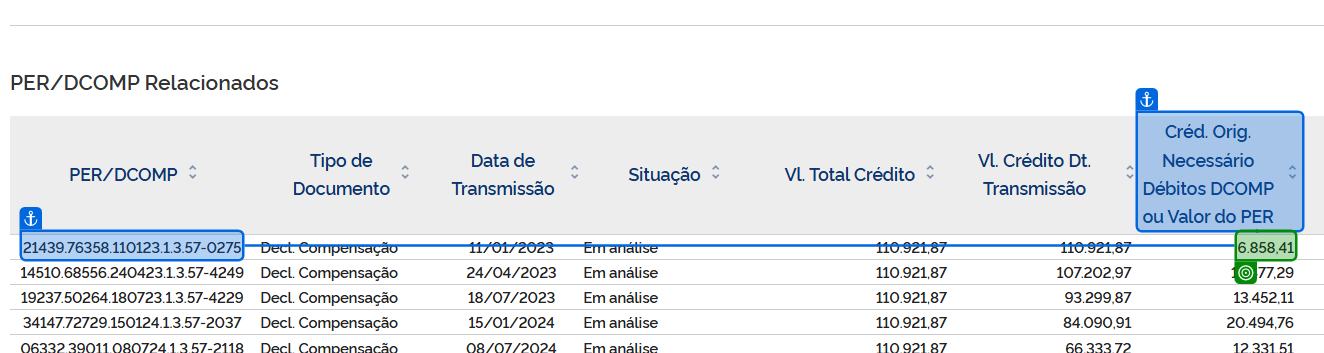 PER/DCOMP Relacionados
PER/DCOMP Tipo de Documento Data de Transmissão Situação Vl. Total Crédito Vl. Crédito Dt. Transmissão Créd. Orig. Necessário Débitos DCOMP ou Valor do PER
21439.76358.110123.1.3.57-0275 Decl. Compensação 11/01/2023 Em análise 110.921,87 110.921,87 6.858,41
14510.68556.240423.1.3.57-4249 Decl. Compensação 24/04/2023 Em análise 110.921,87 107.202,97
19237.50264.180723.1.3.57-4229 Decl. Compensação 18/07/2023 Em análise 110.921,87 93.299,87 13.452,11
34147.72729.150124.1.3.57-2037 Decl. Compensação 15/01/2024 Em análise 110.921,87 84.090,91 20.494,76
06332.39011.080724.1.3.57-2118 Decl. Compensação 08/07/2024 Em análise 110.921,87 66.333,72 12.331,51